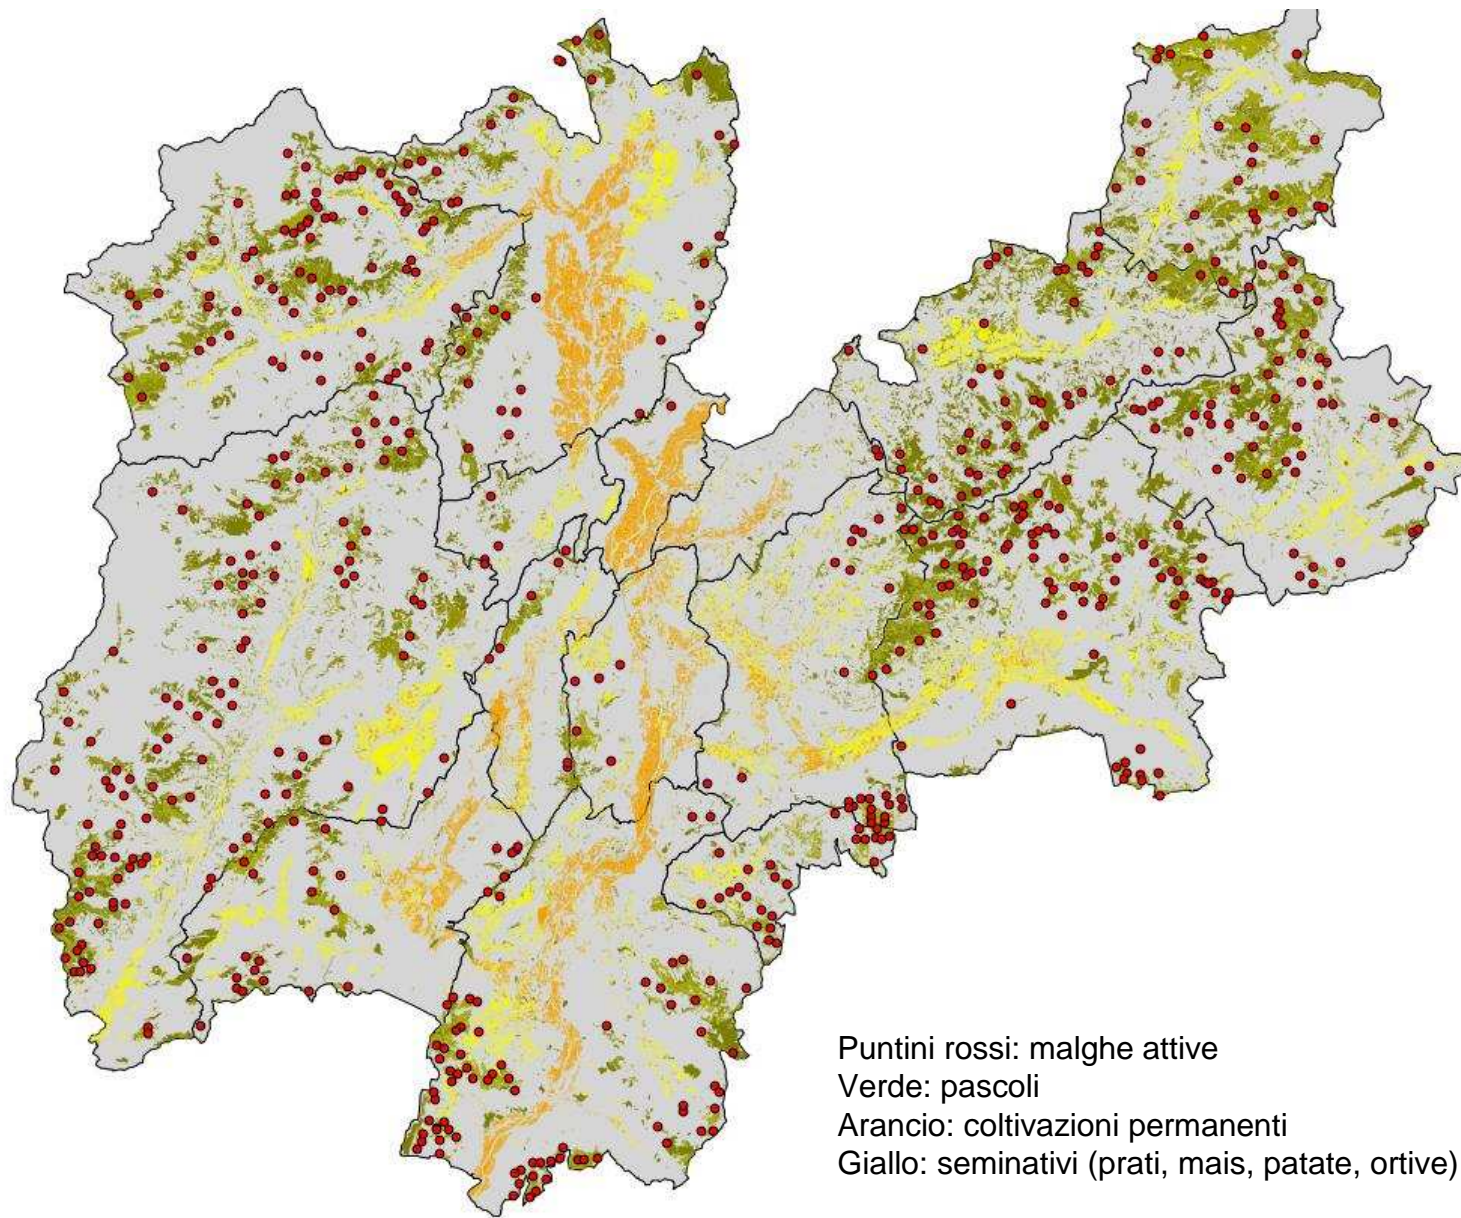 Puntini rossi: malghe attive
Verde: pascoli
Arancio: coltivazioni permanenti
Giallo: seminativi (prati, mais, patate, ortive)